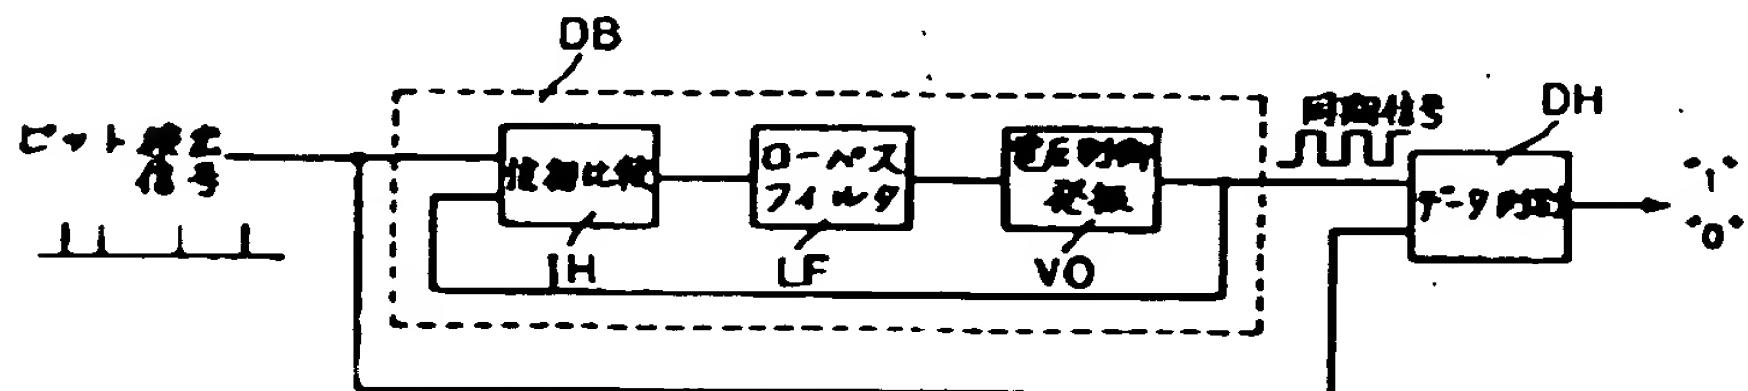 DB
ビット検出
信号
位相比較
ローパス
フィルタ
電圧制御
発振
同期信号
DH
データ判別
"1"
"0"
IH
LF
VO